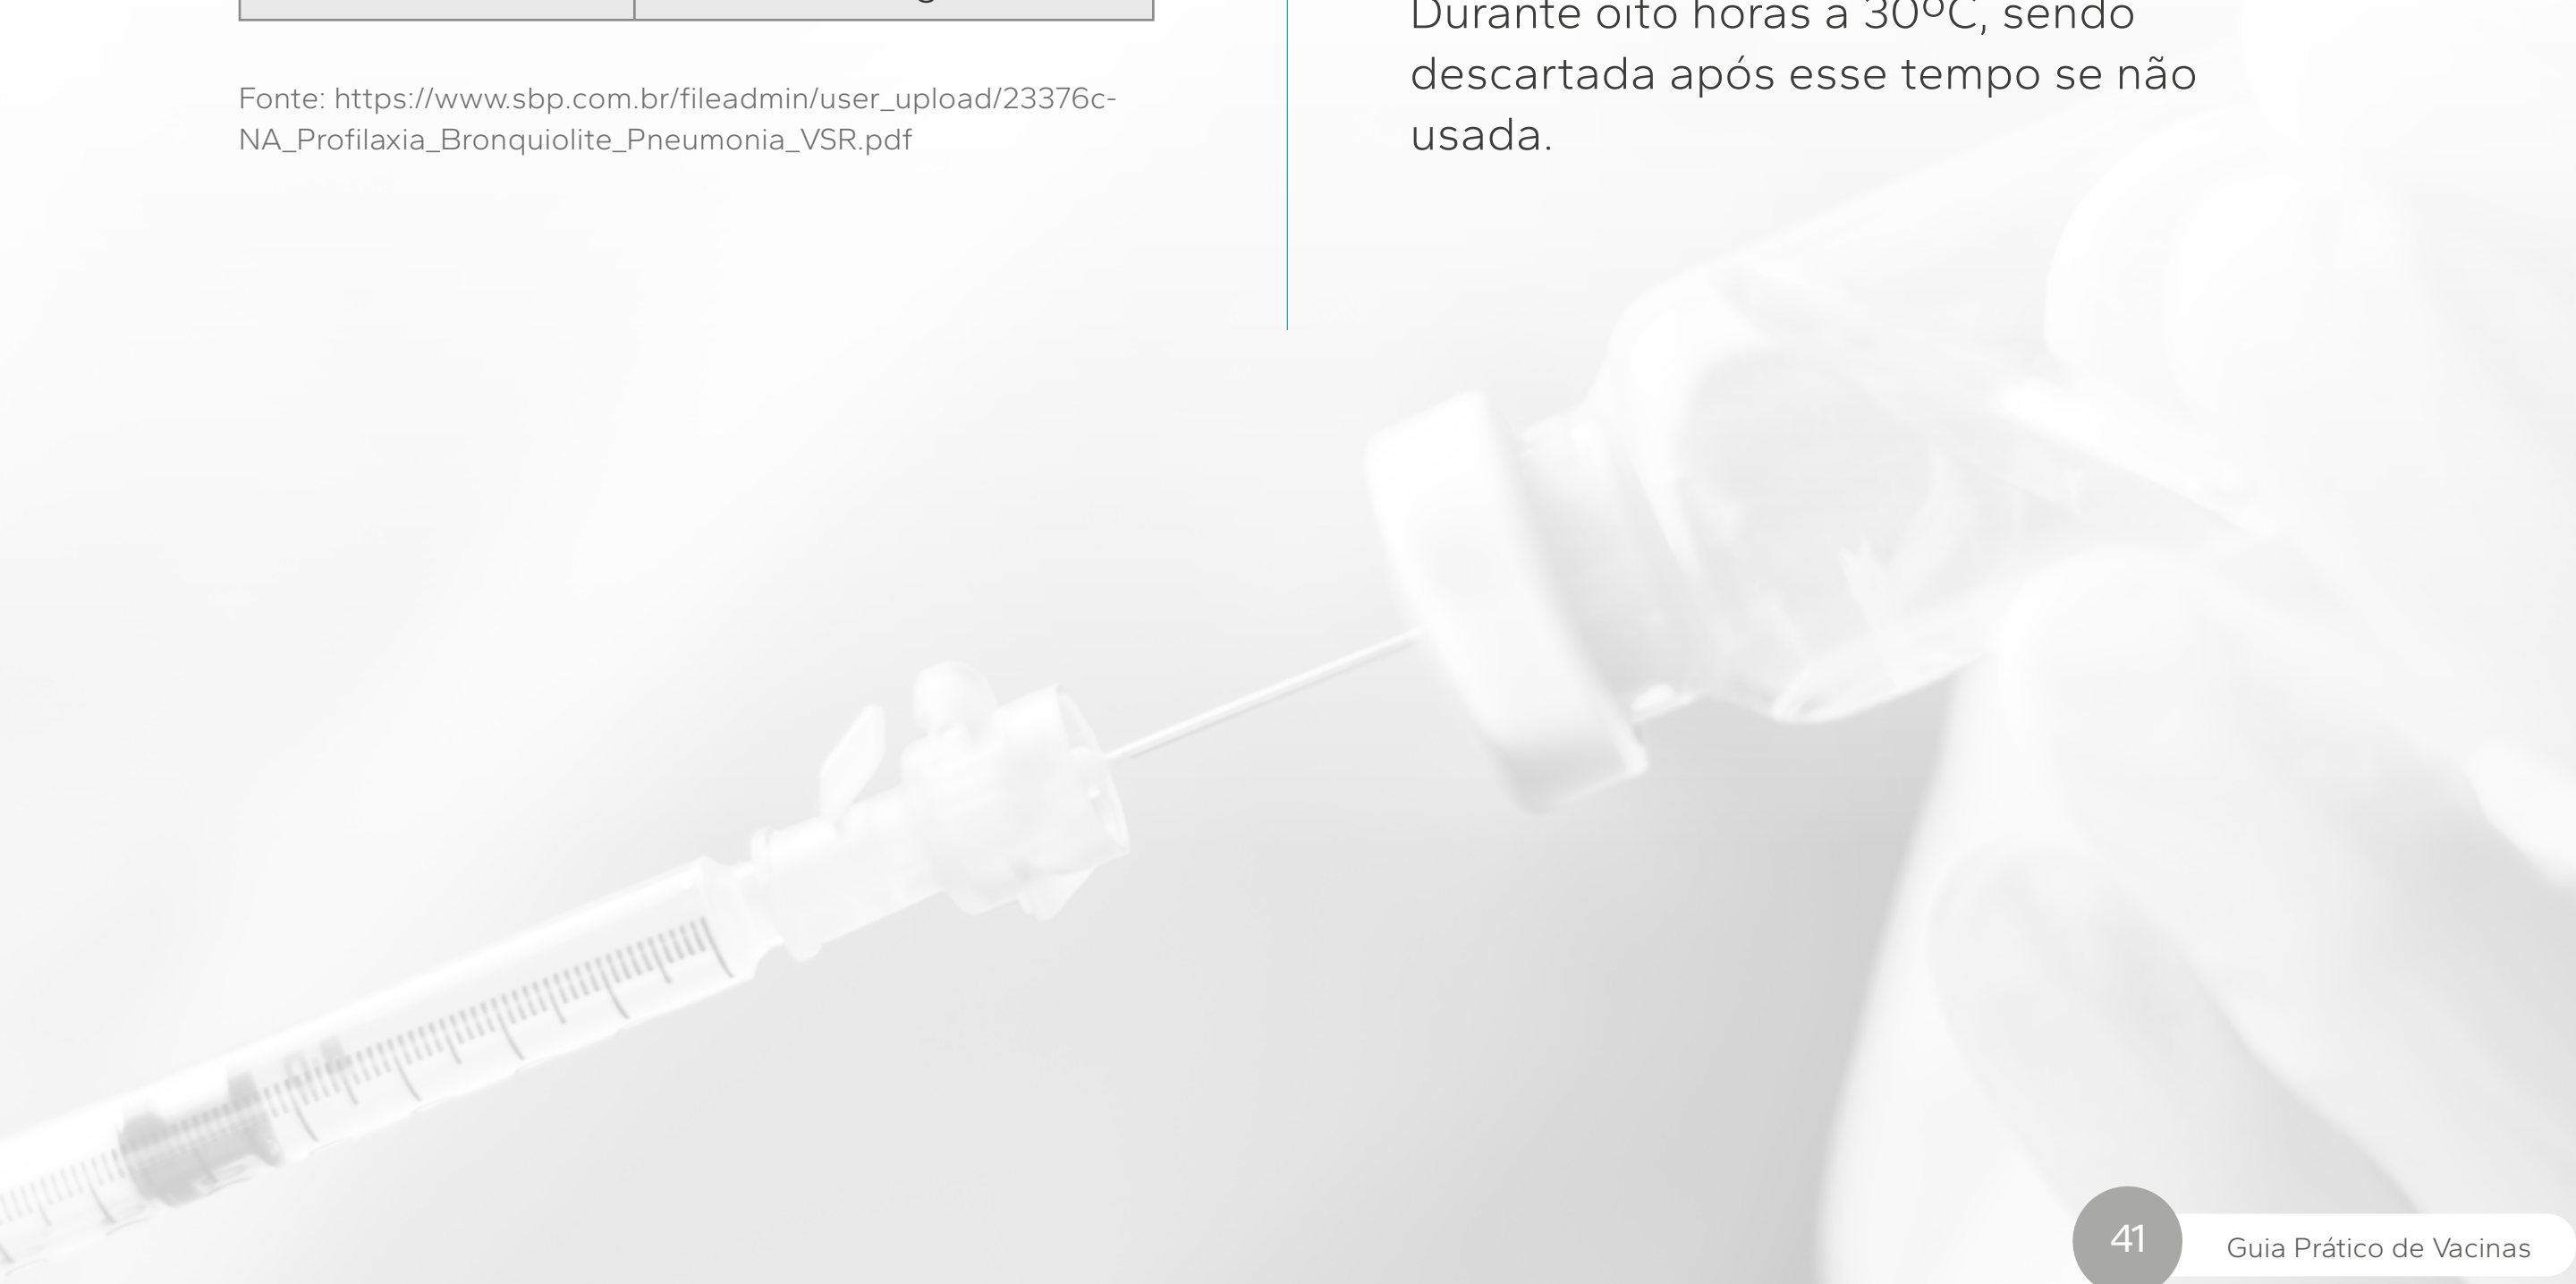 Fonte: https://www.sbp.com.br/fileadmin/user_upload/23376c-
NA_Profilaxia_Bronquiolite_Pneumonia_VSR.pdf
Durante oito horas a 30ºC, sendo
descartada após esse tempo se não
usada.
41
Guia Prático de Vacinas